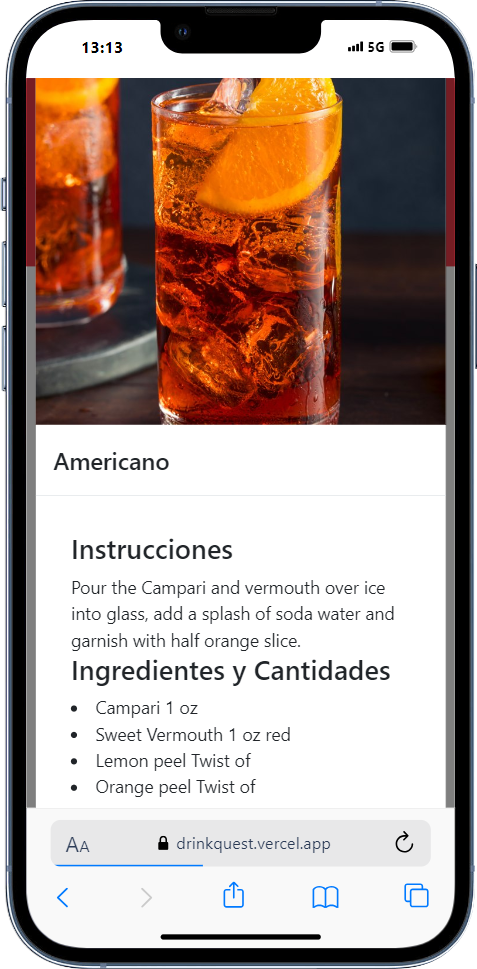 13:13
5G
Americano
Instrucciones
Pour the Campari and vermouth over ice
into glass, add a splash of soda water and
garnish with half orange slice.
Ingredientes y Cantidades
• Campari 1 oz
• Sweet Vermouth 1 oz red
• Lemon peel Twist of
• Orange peel Twist of
AA
drinkquest.vercel.app